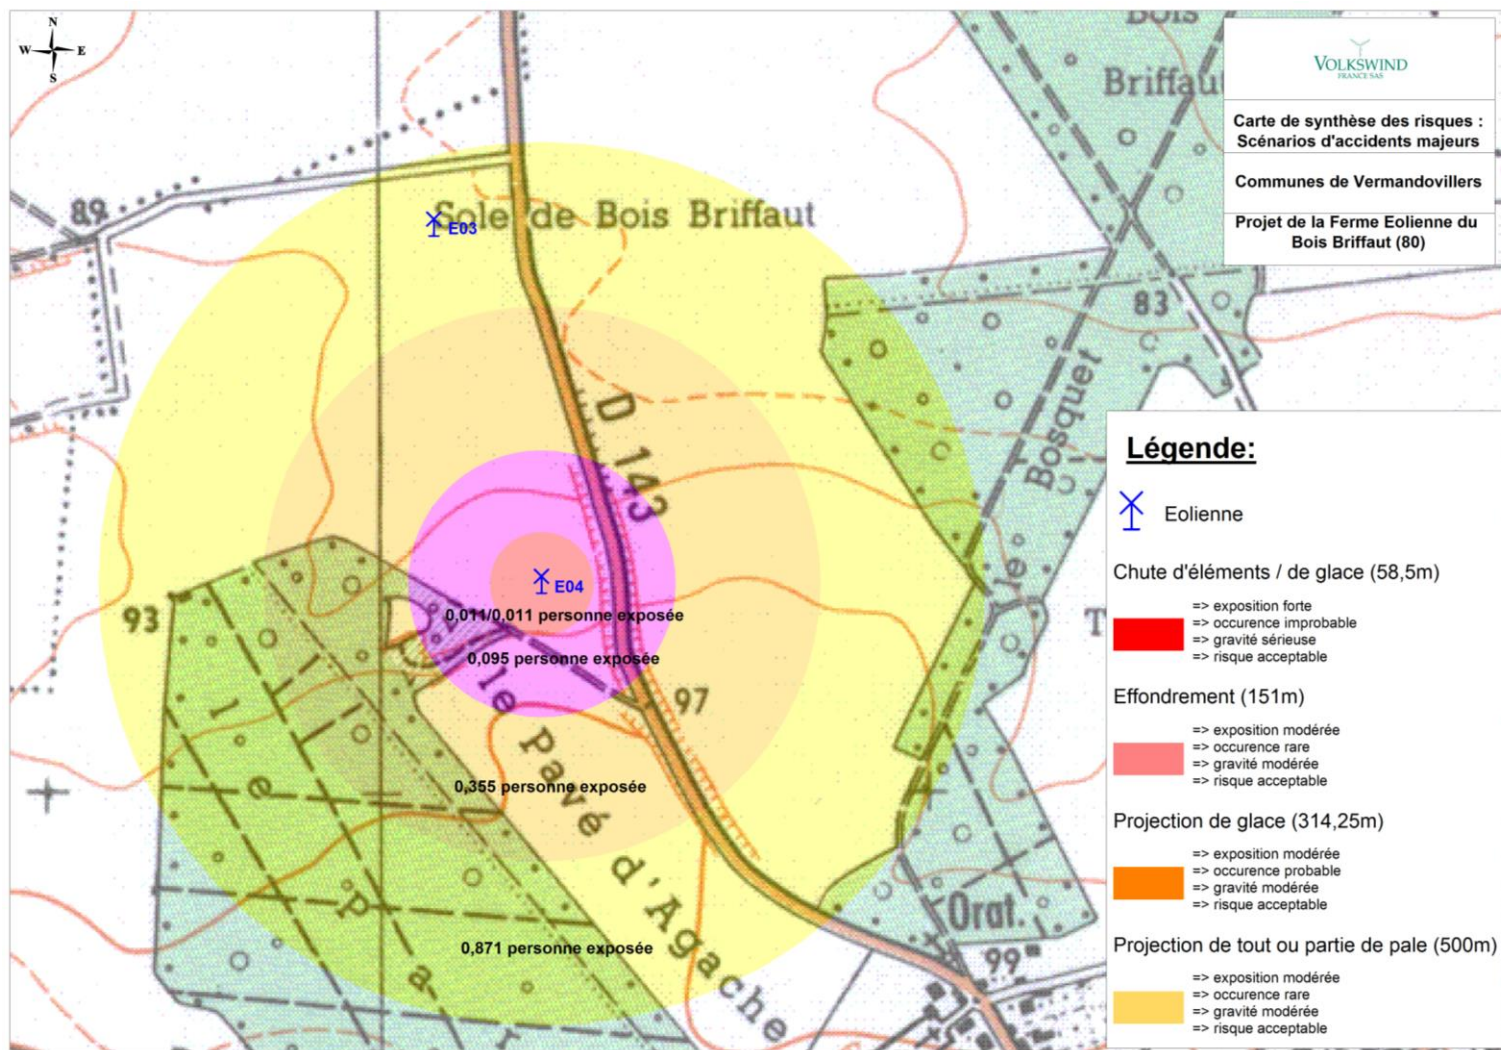 N
W E
S
Bois
Briffau
VOLKSWIND
FRANCE SAS
Carte de synthèse des risques :
Scénarios d'accidents majeurs
Communes de Vermandovillers
Projet de la Ferme Eolienne du
Bois Briffaut (80)
89
Sole de Bois Briffaut
E03
83
Bosquet
D 143
Légende:
Eolienne
Chute d'éléments / de glace (58,5m)
=> exposition forte
=> occurence improbable
=> gravité sérieuse
=> risque acceptable
Effondrement (151m)
=> exposition modérée
=> occurence rare
=> gravité modérée
=> risque acceptable
Projection de glace (314,25m)
=> exposition modérée
=> occurence probable
=> gravité modérée
=> risque acceptable
Projection de tout ou partie de pale (500m)
=> exposition modérée
=> occurence rare
=> gravité modérée
=> risque acceptable
E04
0,011/0,011 personne exposée
93
le
T
0,095 personne exposée
97
le Pavé d'Agache
0,355 personne exposée
le Par
Orat.
0,871 personne exposée
99